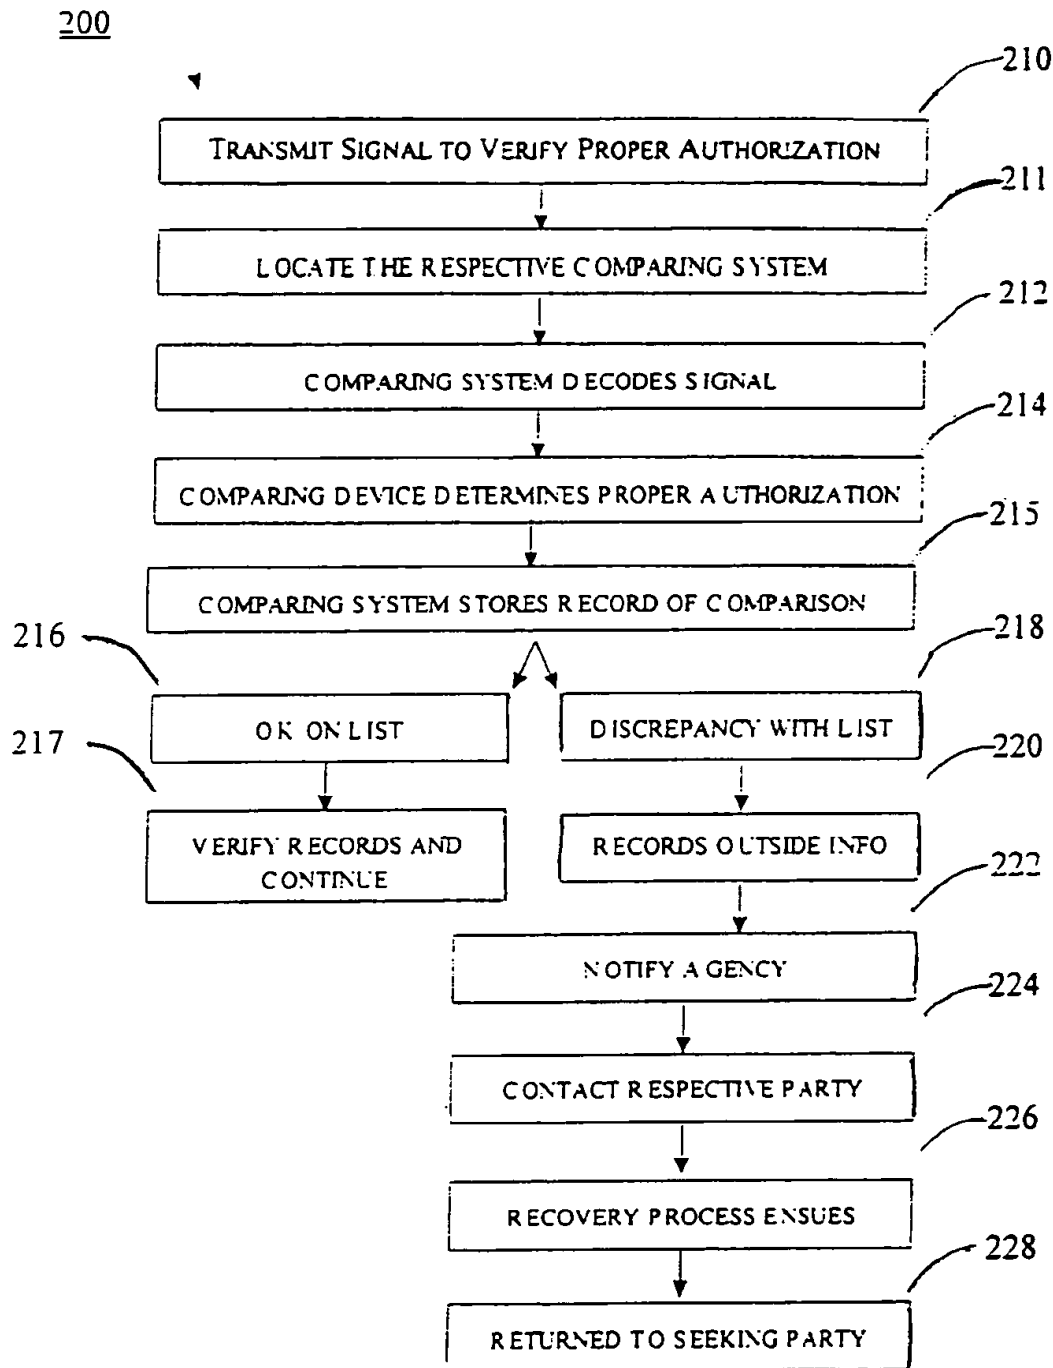 200
210
TRANSMIT SIGNAL TO VERIFY PROPER AUTHORIZATION
211
LOCATE THE RESPECTIVE COMPARING SYSTEM
212
COMPARING SYSTEM DECODES SIGNAL
214
COMPARING DEVICE DETERMINES PROPER AUTHORIZATION
215
COMPARING SYSTEM STORES RECORD OF COMPARISON
216
218
OK ON LIST
DISCREPANCY WITH LIST
217
220
VERIFY RECORDS AND
CONTINUE
RECORDS OUTSIDE INFO
222
NOTIFY AGENCY
224
CONTACT RESPECTIVE PARTY
226
RECOVERY PROCESS ENSUES
228
RETURNED TO SEEKING PARTY